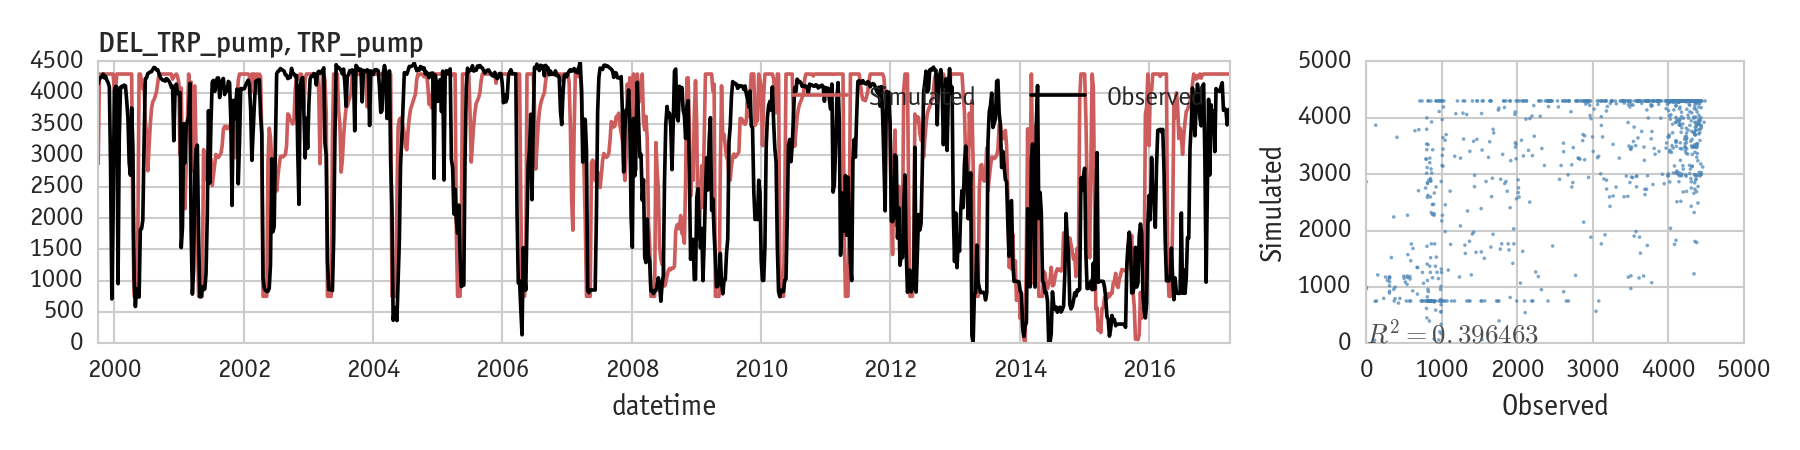 DEL_TRP_pump, TRP_pump
4500
4000
3500
3000
2500
2000
1500
1000
500
0
Simulated
Observed
2000 2002 2004 2006 2008 2010 2012 2014 2016
datetime
5000
4000
3000
2000
1000
0
Simulated
R² = 0.396463
0 1000 2000 3000 4000 5000
Observed